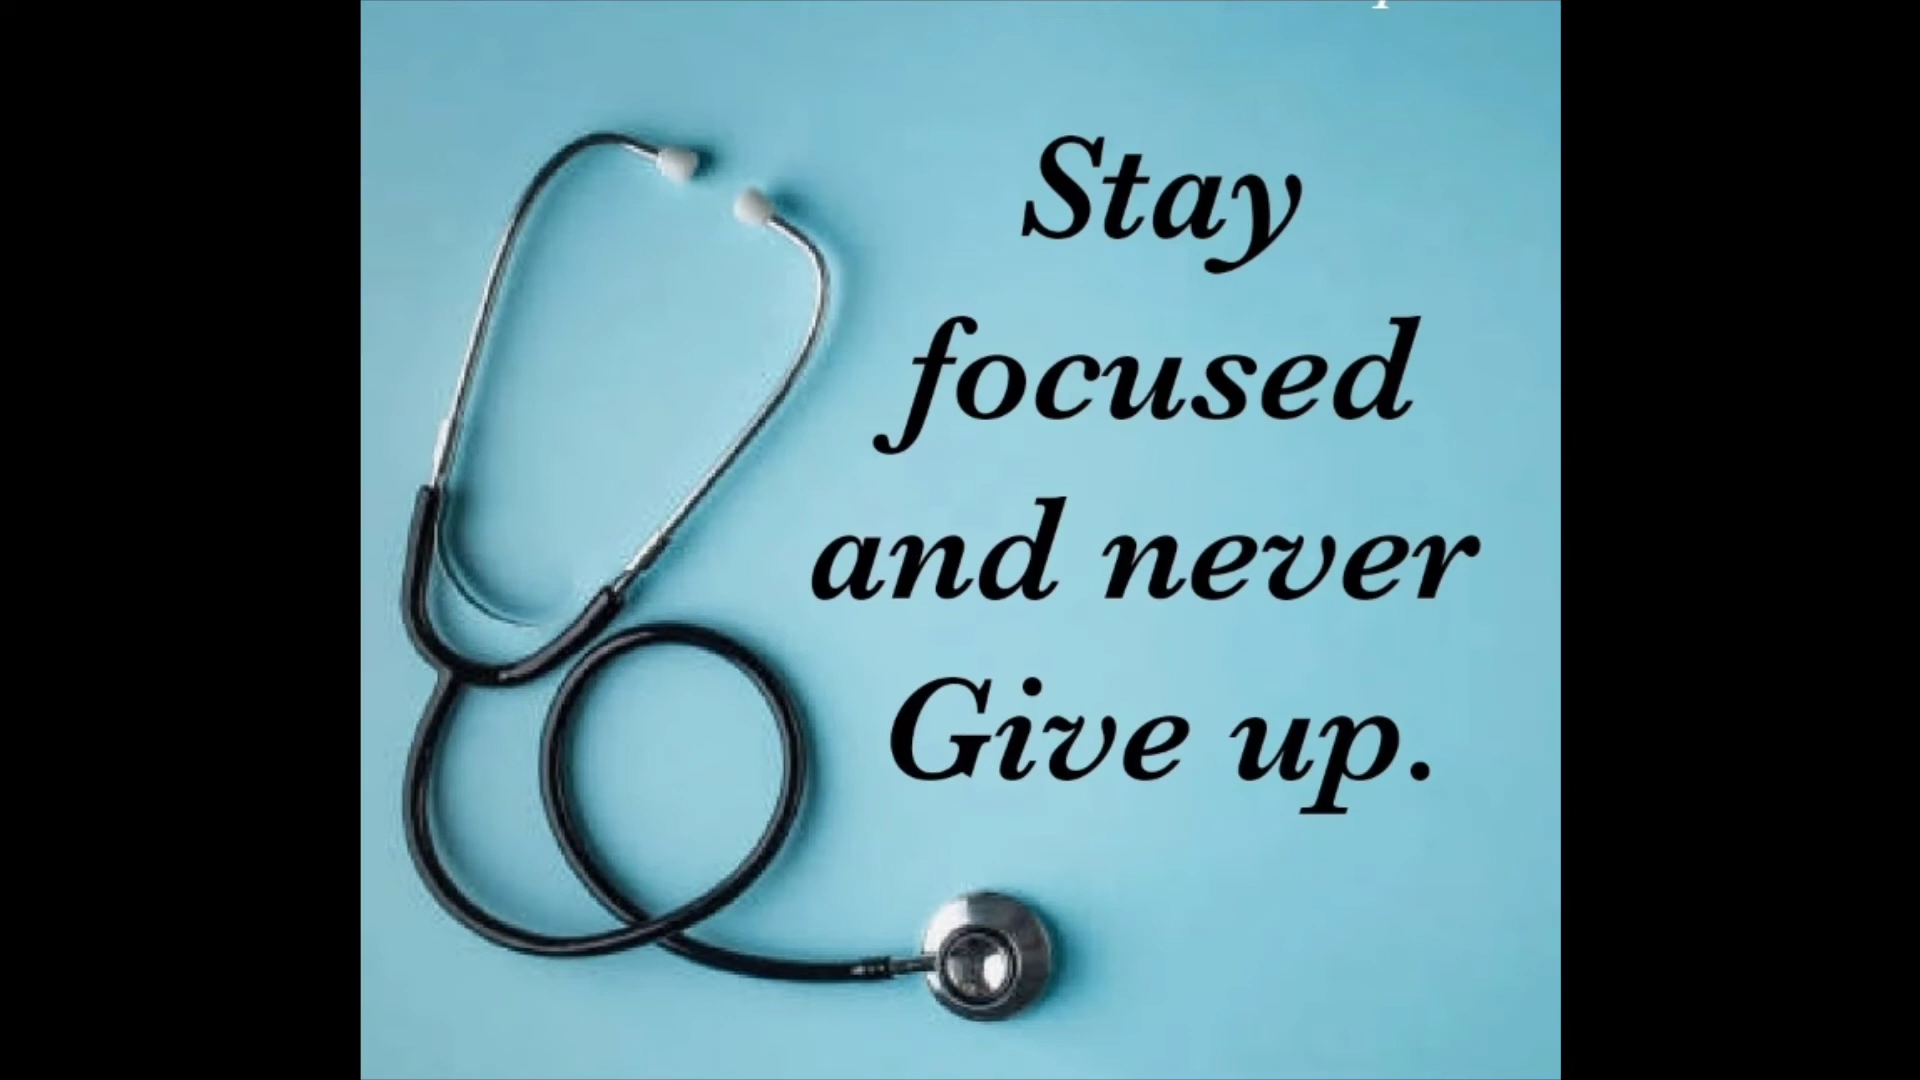 Stay
focused
and never
Give up.